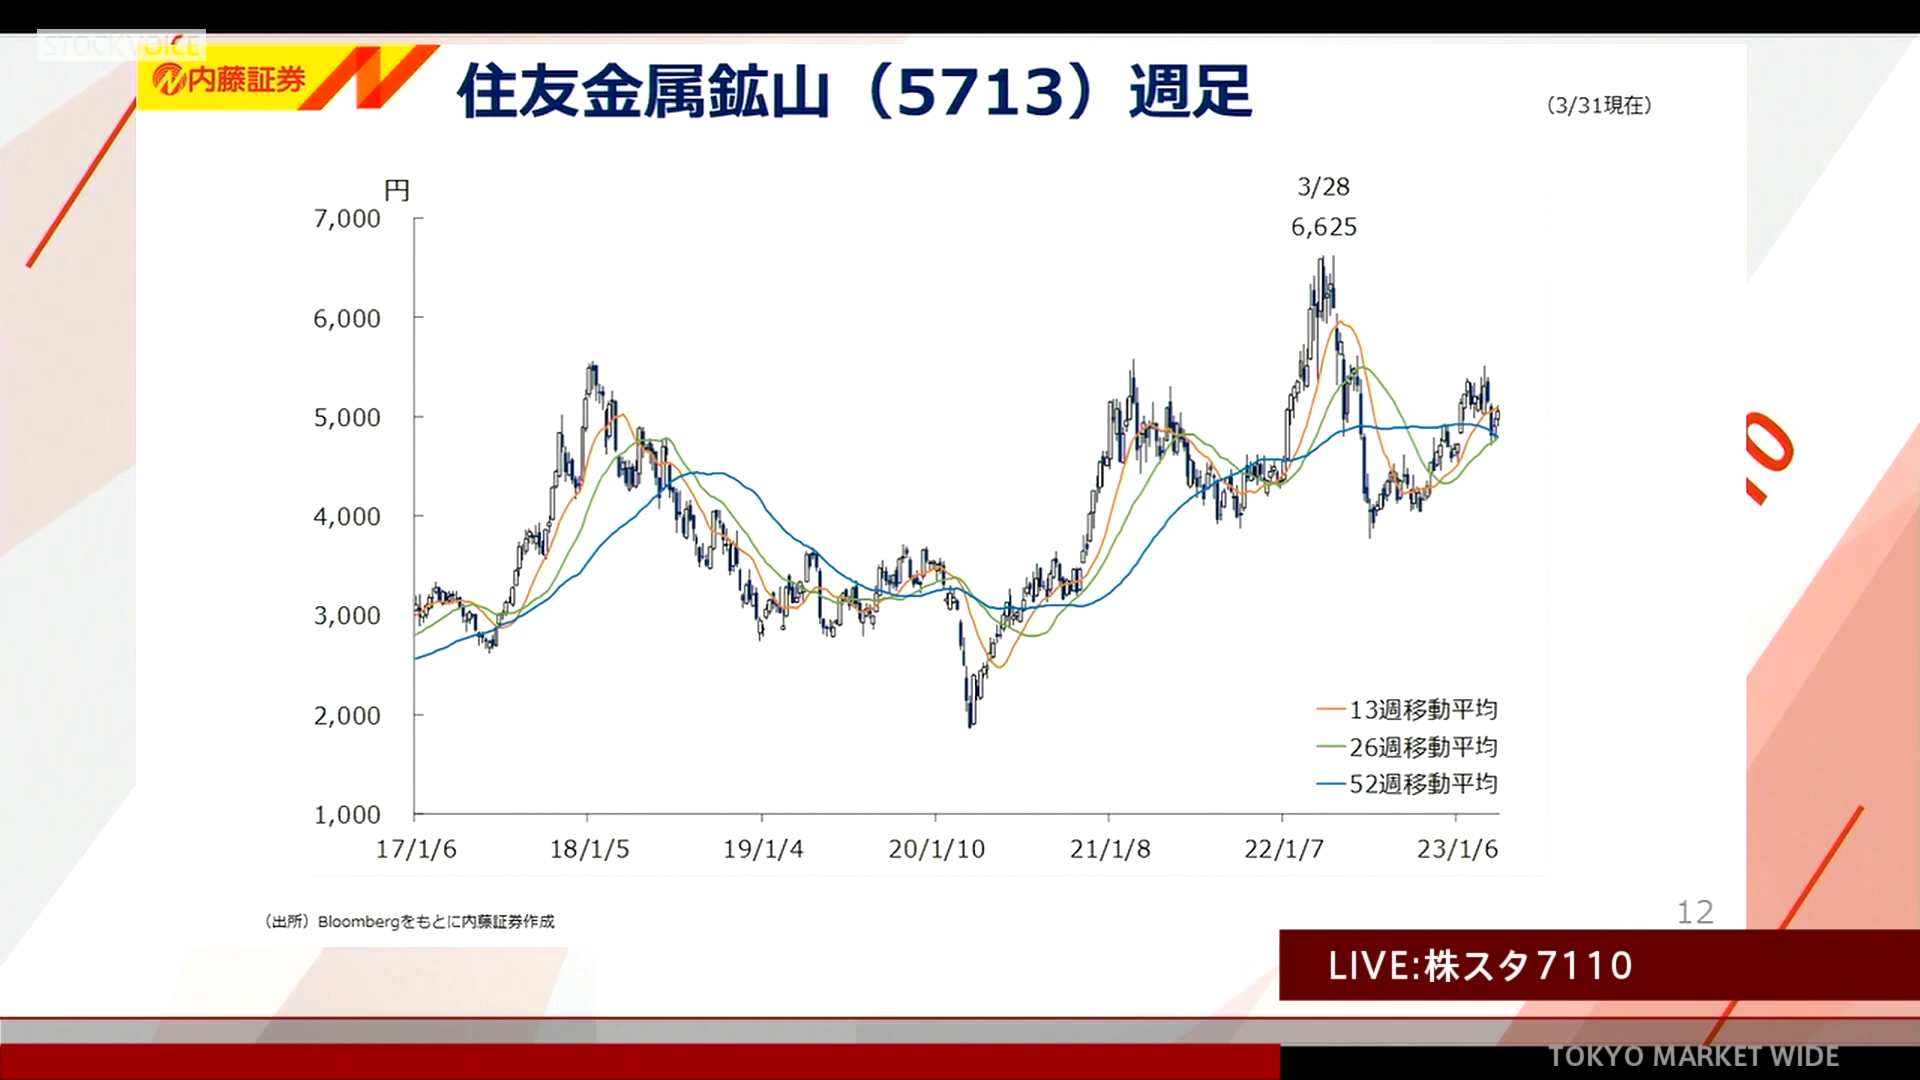 STOCKVOICE
内藤証券
住友金属鉱山（5713）週足
（3/31現在）
円
3/28
6,625
7,000
6,000
5,000
4,000
3,000
2,000
1,000
13週移動平均
26週移動平均
52週移動平均
17/1/6 18/1/5 19/1/4 20/1/10 21/1/8 22/1/7 23/1/6
（出所）Bloombergをもとに内藤証券作成
12
LIVE:株スタ7110
TOKYO MARKET WIDE